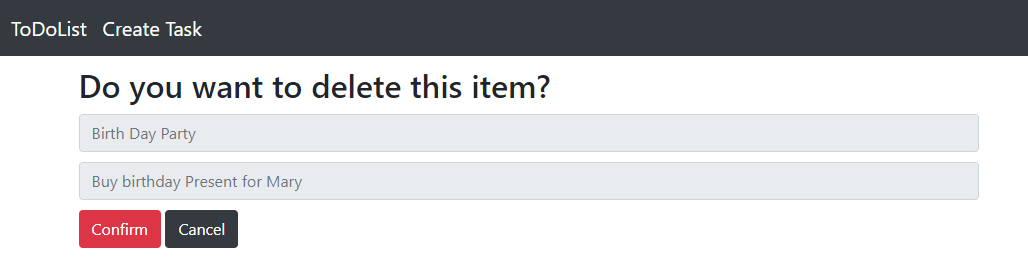 ToDoList Create Task
Do you want to delete this item?
Birth Day Party
Buy birthday Present for Mary
Confirm Cancel